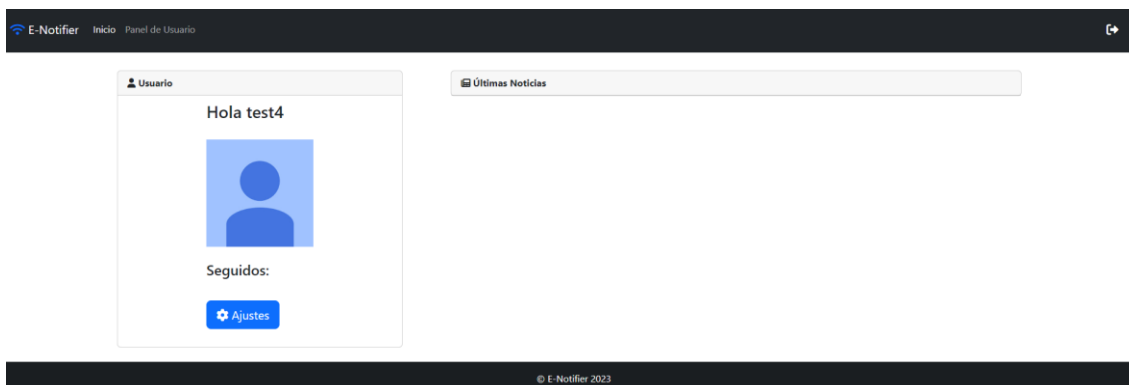 E-Notifier Inicio Panel de Usuario
Usuario
Hola test4
Seguidos:
Ajustes
Últimas Noticias
© E-Notifier 2023